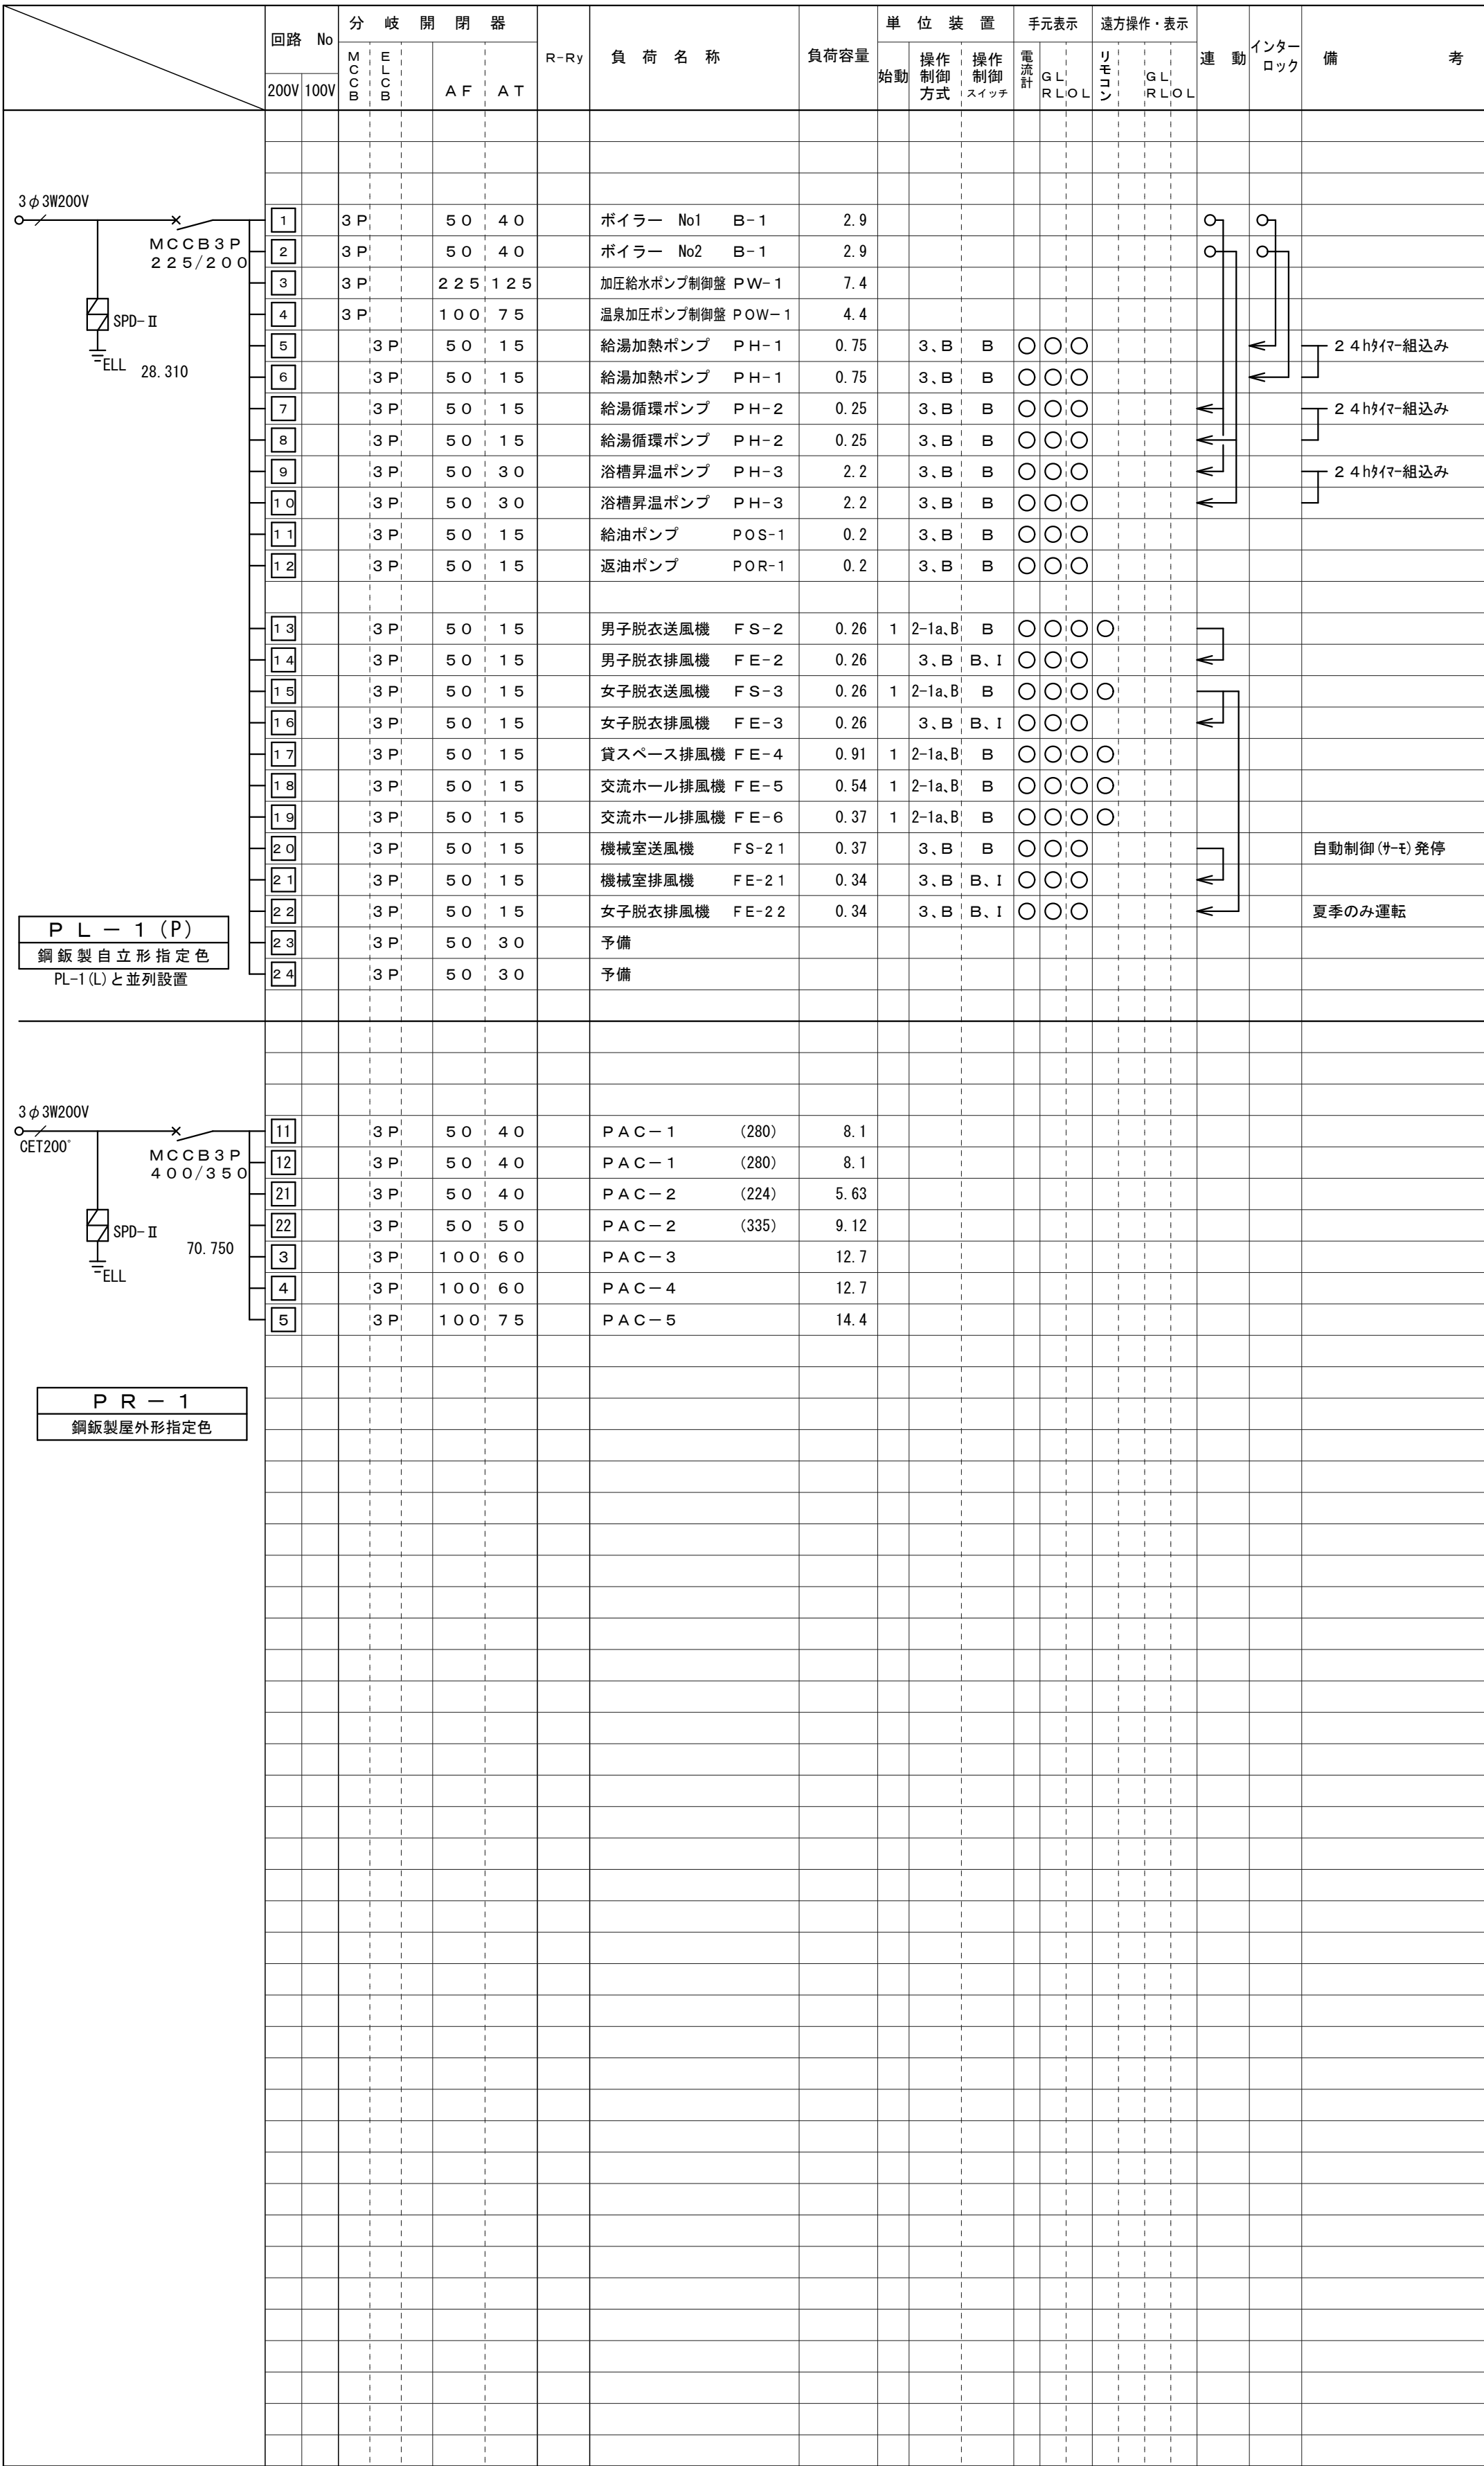 回路 No
分岐開閉器
R-Ry
負荷名称
負荷容量
単位装置
手元表示
遠方操作・表示
連動
インターロック
備考
200V 100V
MCCB
ELCB
AF AT
始動
操作制御方式
操作制御スイッチ
電流計
GL RL OL
リモコン
GL RL OL
3φ3W200V
MCCB3P
225/200
SPD-Ⅱ
ELL
28.310
PL-1(P)
鋼鈑製自立形指定色
PL-1(L)と並列設置
1 3P 50 40 ボイラー No1 B-1 2.9
2 3P 50 40 ボイラー No2 B-1 2.9
3 3P 225 125 加圧給水ポンプ制御盤 PW-1 7.4
4 3P 100 75 温泉加圧ポンプ制御盤 POW-1 4.4
5 3P 50 15 給湯加熱ポンプ PH-1 0.75 3、B B 24hタイマー組込み
6 3P 50 15 給湯加熱ポンプ PH-1 0.75 3、B B
7 3P 50 15 給湯循環ポンプ PH-2 0.25 3、B B 24hタイマー組込み
8 3P 50 15 給湯循環ポンプ PH-2 0.25 3、B B
9 3P 50 30 浴槽昇温ポンプ PH-3 2.2 3、B B 24hタイマー組込み
10 3P 50 30 浴槽昇温ポンプ PH-3 2.2 3、B B
11 3P 50 15 給油ポンプ POS-1 0.2 3、B B
12 3P 50 15 返油ポンプ POR-1 0.2 3、B B
13 3P 50 15 男子脱衣送風機 FS-2 0.26 1 2-1a、B B
14 3P 50 15 男子脱衣排風機 FE-2 0.26 3、B B、I
15 3P 50 15 女子脱衣送風機 FS-3 0.26 1 2-1a、B B
16 3P 50 15 女子脱衣排風機 FE-3 0.26 3、B B、I
17 3P 50 15 貸スペース排風機 FE-4 0.91 1 2-1a、B B
18 3P 50 15 交流ホール排風機 FE-5 0.54 1 2-1a、B B
19 3P 50 15 交流ホール排風機 FE-6 0.37 1 2-1a、B B
20 3P 50 15 機械室送風機 FS-21 0.37 3、B B 自動制御(サーモ)発停
21 3P 50 15 機械室排風機 FE-21 0.34 3、B B、I
22 3P 50 15 女子脱衣排風機 FE-22 0.34 3、B B、I 夏季のみ運転
23 3P 50 30 予備
24 3P 50 30 予備
3φ3W200V
CET200°
MCCB3P
400/350
SPD-Ⅱ
ELL
70.750
11 3P 50 40 PAC-1 (280) 8.1
12 3P 50 40 PAC-1 (280) 8.1
21 3P 50 40 PAC-2 (224) 5.63
22 3P 50 50 PAC-2 (335) 9.12
3 3P 100 60 PAC-3 12.7
4 3P 100 60 PAC-4 12.7
5 3P 100 75 PAC-5 14.4
PR-1
鋼鈑製屋外形指定色